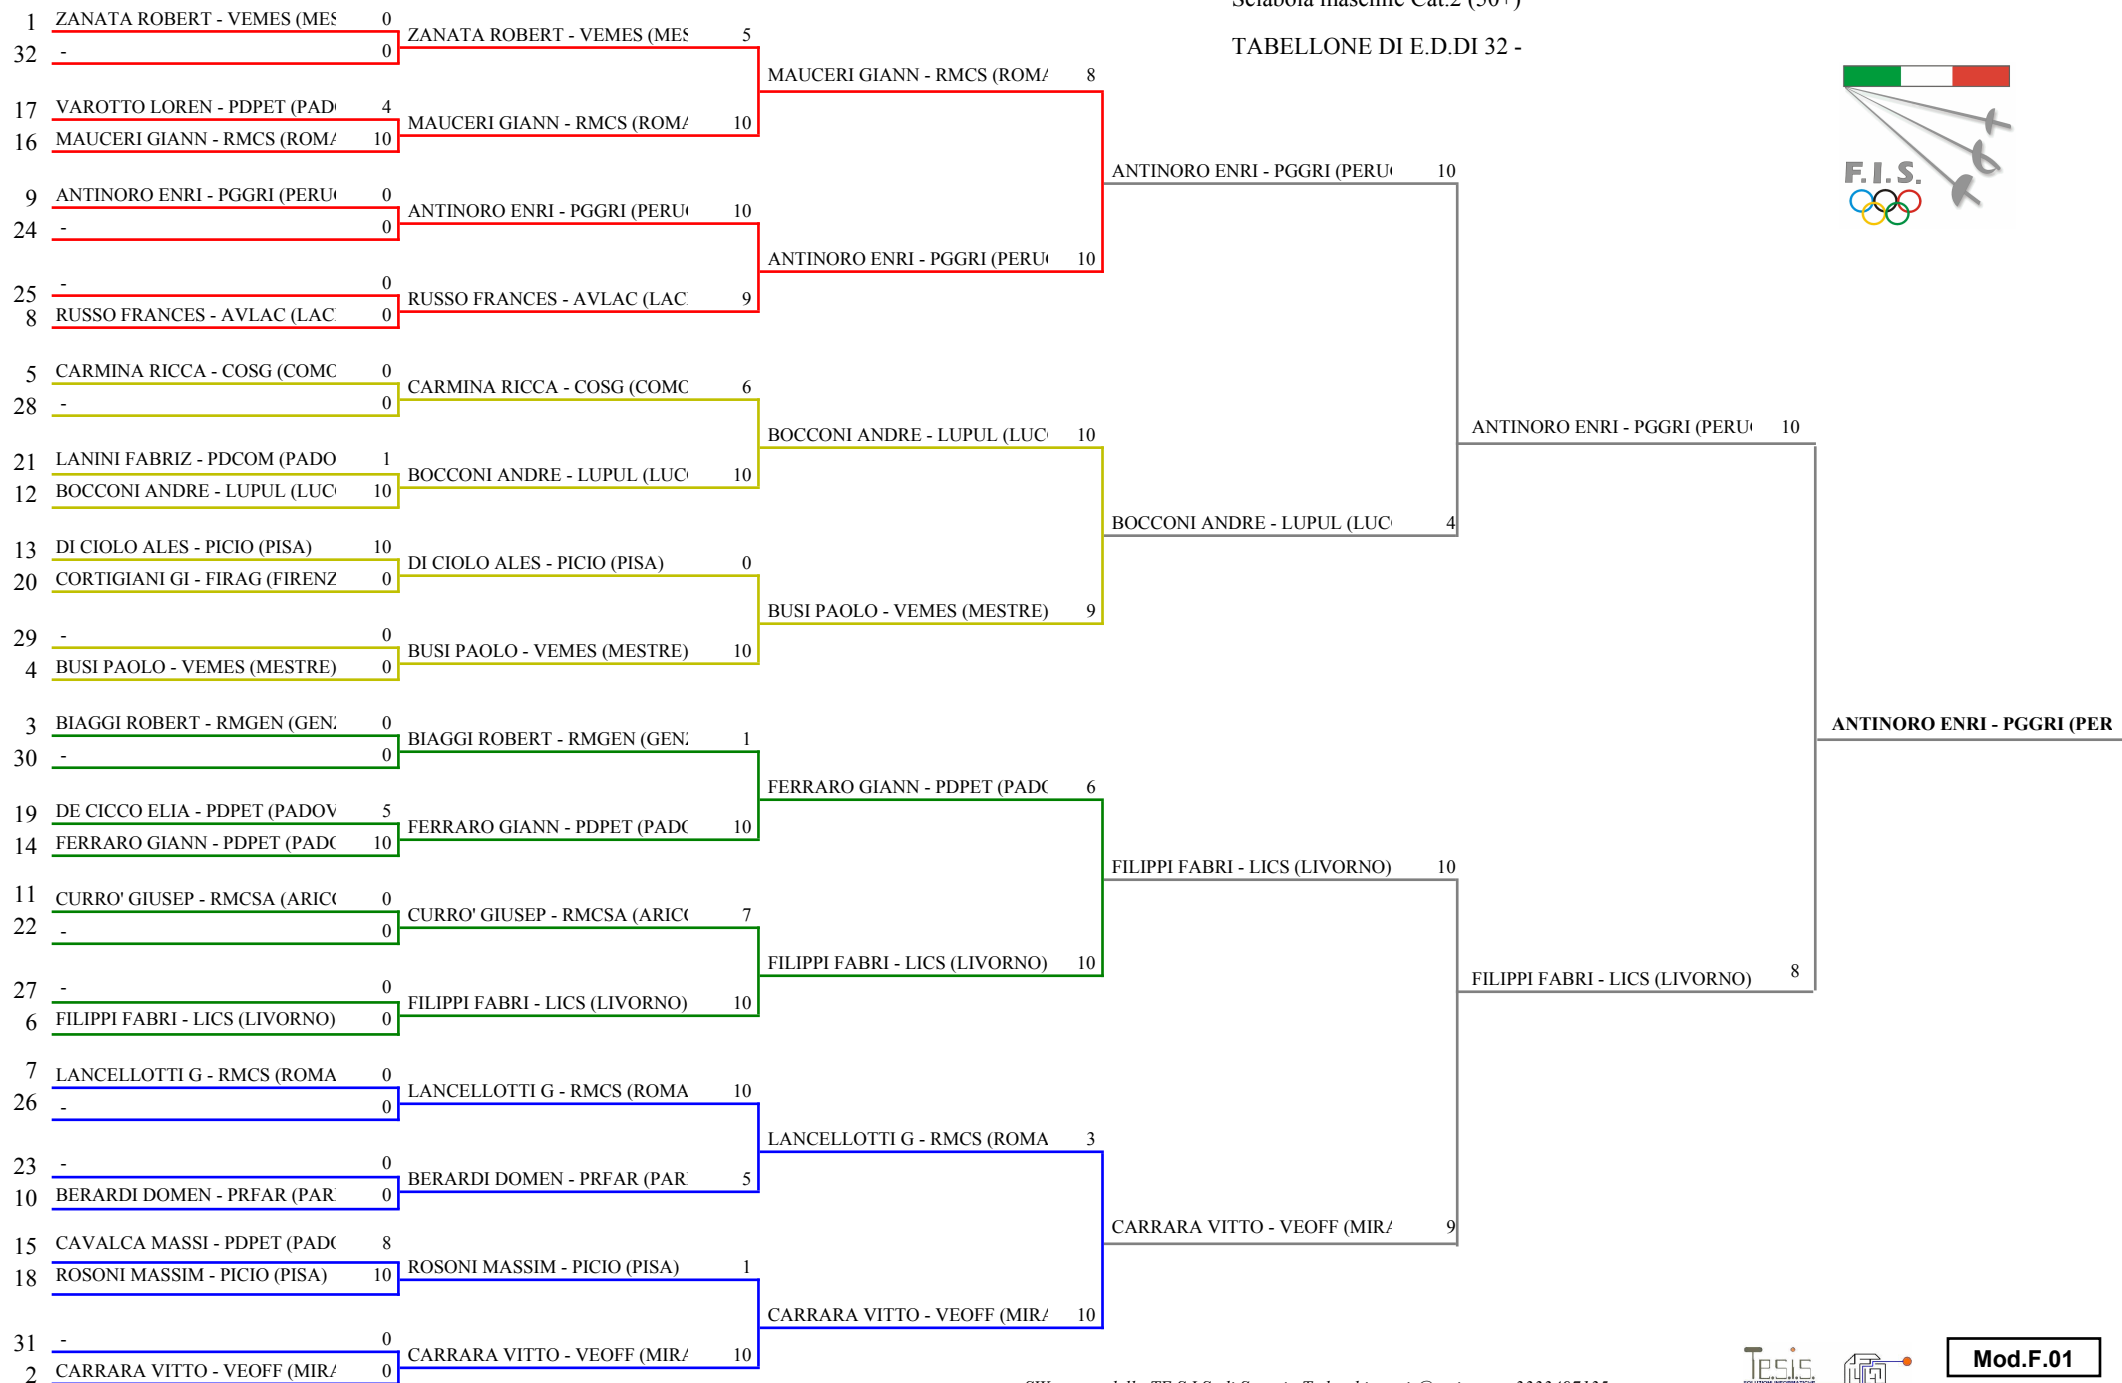 TABELLONE DI E.D.DI 32 -
F.I.S.
1 ZANATA ROBERT - VEMES (MES 0
32 - 0
17 VAROTTO LOREN - PDPET (PAD 4
16 MAUCERI GIANN - RMCS (ROMA 10
9 ANTINORO ENRI - PGGRI (PERU 0
24 - 0
25 - 0
8 RUSSO FRANCES - AVLAC (LAC 0
5 CARMINA RICCA - COSG (COMO 0
28 - 0
21 LANINI FABRIZ - PDCOM (PADO 1
12 BOCCONI ANDRE - LUPUL (LUC 10
13 DI CIOLO ALES - PICIO (PISA) 10
20 CORTIGIANI GI - FIRAG (FIRENZ 0
29 - 0
4 BUSI PAOLO - VEMES (MESTRE) 0
3 BIAGGI ROBERT - RMGEN (GEN 0
30 - 0
19 DE CICCO ELIA - PDPET (PADOV 5
14 FERRARO GIANN - PDPET (PADO 10
11 CURRO' GIUSEP - RMCSA (ARIC 0
22 - 0
27 - 0
6 FILIPPI FABRI - LICS (LIVORNO) 0
7 LANCELLOTTI G - RMCS (ROMA 0
26 - 0
23 - 0
10 BERARDI DOMEN - PRFAR (PAR 0
15 CAVALCA MASSI - PDPET (PADO 8
18 ROSONI MASSIM - PICIO (PISA) 10
31 - 0
2 CARRARA VITTO - VEOFF (MIRA 0
ZANATA ROBERT - VEMES (MES 5
MAUCERI GIANN - RMCS (ROMA 10
ANTINORO ENRI - PGGRI (PERU 10
RUSSO FRANCES - AVLAC (LAC 9
CARMINA RICCA - COSG (COMO 6
BOCCONI ANDRE - LUPUL (LUC 10
DI CIOLO ALES - PICIO (PISA) 0
BUSI PAOLO - VEMES (MESTRE) 10
BIAGGI ROBERT - RMGEN (GEN 1
FERRARO GIANN - PDPET (PADO 10
CURRO' GIUSEP - RMCSA (ARIC 7
FILIPPI FABRI - LICS (LIVORNO) 10
LANCELLOTTI G - RMCS (ROMA 10
BERARDI DOMEN - PRFAR (PAR 5
ROSONI MASSIM - PICIO (PISA) 1
CARRARA VITTO - VEOFF (MIRA 10
MAUCERI GIANN - RMCS (ROMA 8
ANTINORO ENRI - PGGRI (PERU 10
BOCCONI ANDRE - LUPUL (LUC 10
BUSI PAOLO - VEMES (MESTRE) 9
FERRARO GIANN - PDPET (PADO 6
FILIPPI FABRI - LICS (LIVORNO) 10
LANCELLOTTI G - RMCS (ROMA 3
CARRARA VITTO - VEOFF (MIRA 10
ANTINORO ENRI - PGGRI (PERU 10
BOCCONI ANDRE - LUPUL (LUC 4
FILIPPI FABRI - LICS (LIVORNO) 10
CARRARA VITTO - VEOFF (MIRA 9
ANTINORO ENRI - PGGRI (PERU 10
FILIPPI FABRI - LICS (LIVORNO) 8
ANTINORO ENRI - PGGRI (PER
Te.s.i.s.
Mod.F.01